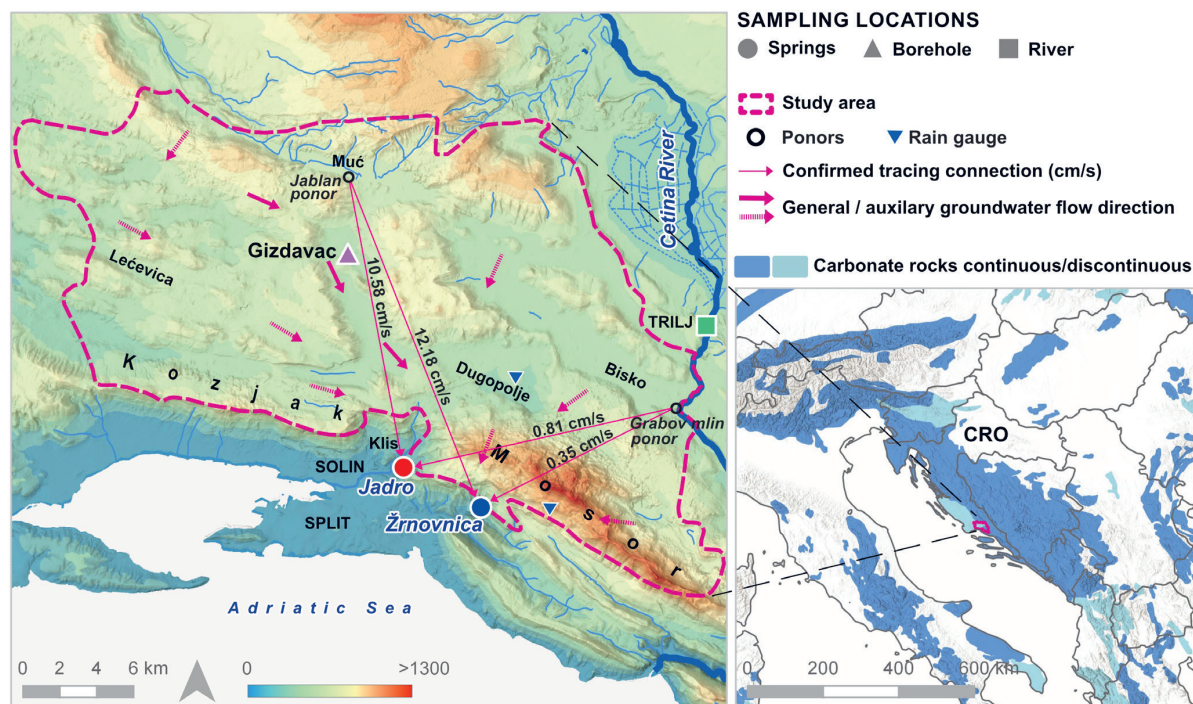 SAMPLING LOCATIONS
Springs
Borehole
River
Study area
Ponors
Rain gauge
Confirmed tracing connection (cm/s)
General / auxilary groundwater flow direction
Carbonate rocks continuous/discontinuous
Muć
Jablan
ponor
Gizdavac
Lećevica
Cetina River
TRILJ
10.58 cm/s
12.18 cm/s
Kozjak
Dugopolje
Bisko
Grabov mlin
ponor
0.81 cm/s
0.35 cm/s
Klis
SOLIN
Jadro
Mosor
Žrnovnica
SPLIT
Adriatic Sea
0 2 4 6 km
0 >1300
CRO
0 200 400 600 km